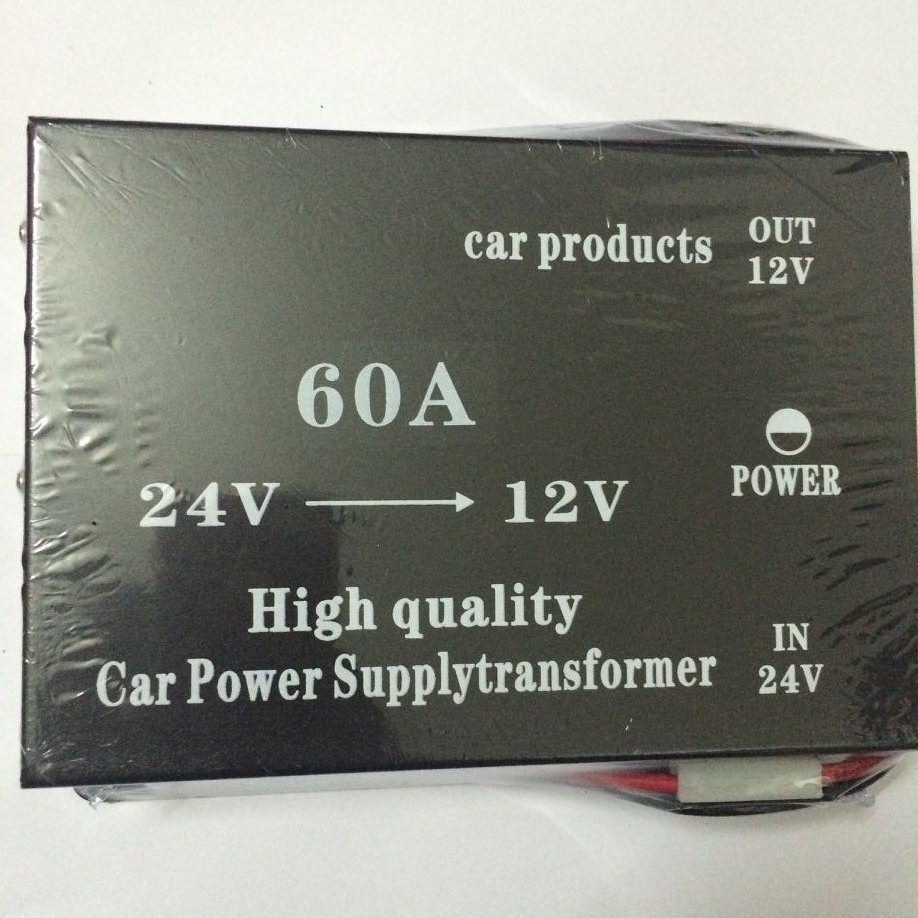 car products
OUT
12V
60A
24V → 12V
POWER
High quality
Car Power Supplytransformer
IN
24V